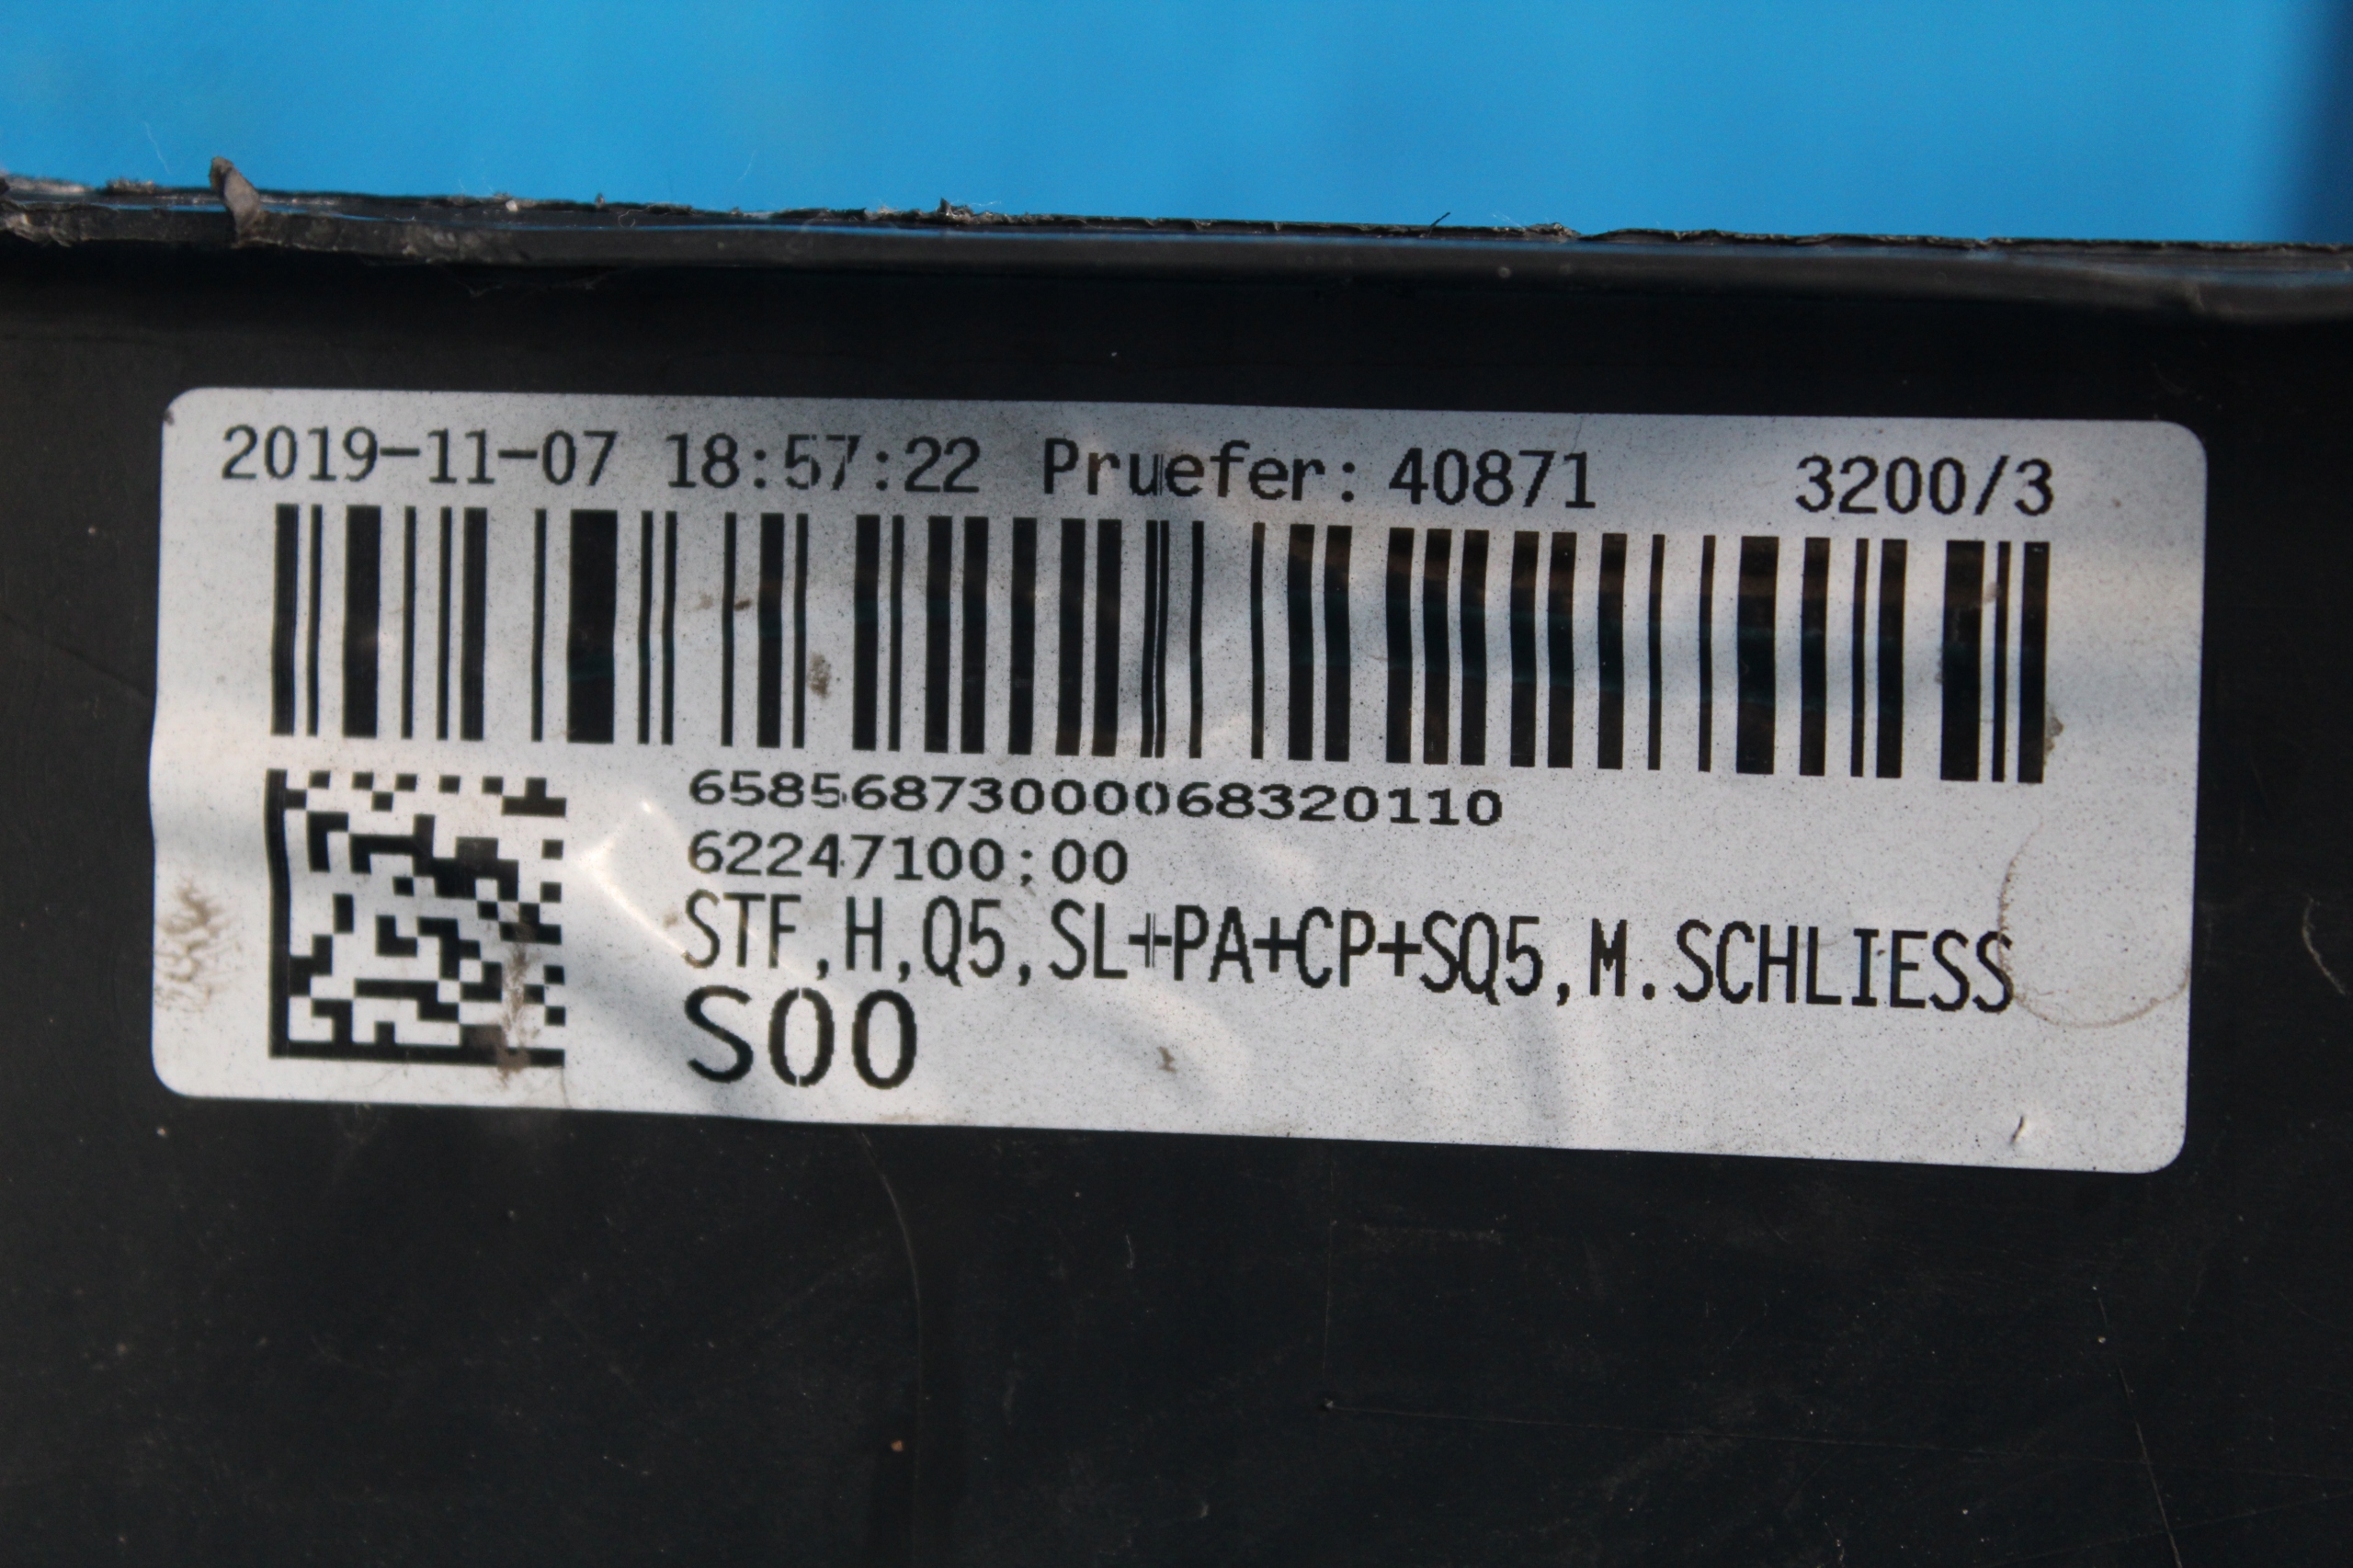 2019-11-07 18:57:22 Pruefer: 40871 3200/3
658568730000068320110
62247100;00
STF,H,Q5,SL+PA+CP+SQ5,M.SCHLIESS
S00